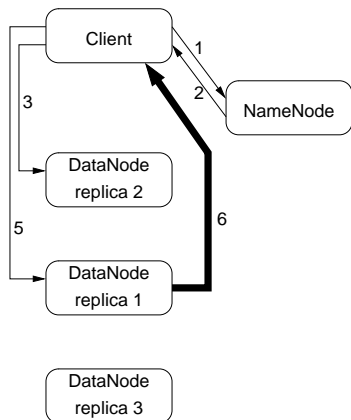 Client
1
2
NameNode
3
DataNode
replica 2
5
6
DataNode
replica 1
DataNode
replica 3